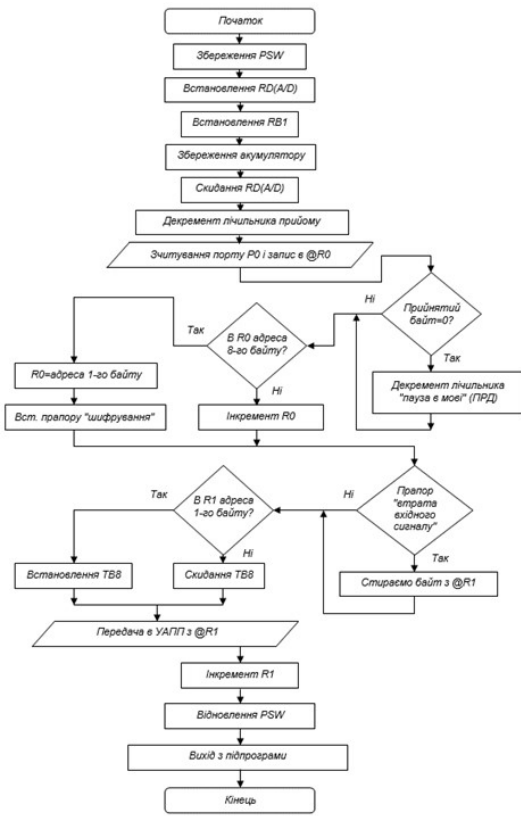 Початок
Збереження PSW
Встановлення RD(A/D)
Встановлення RB1
Збереження акумулятору
Скидання RD(A/D)
Декремент лічильника прийому
Зчитування порту P0 і запис в @R0
Прийнятий
байт=0?
Ні
Так
В R0 адреса
8-го байту?
Так
Ні
R0=адреса 1-го байту
Вст. прапору "шифрування"
Інкремент R0
Декремент лічильника
"пауза в мові" (ПРД)
Прапор
"втрата
вхідного
сигналу"
Ні
Так
В R1 адреса
1-го байту?
Так
Ні
Встановлення TB8
Скидання TB8
Стираємо байт з @R1
Передача в УАПП з @R1
Інкремент R1
Відновлення PSW
Вихід з підпрограми
Кінець